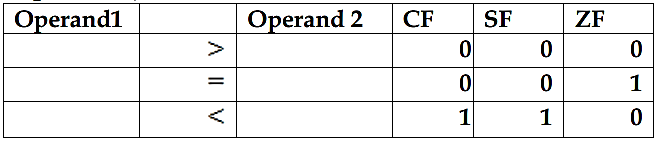 Operand1 Operand 2 CF SF ZF
> 0 0 0
= 0 0 1
< 1 1 0